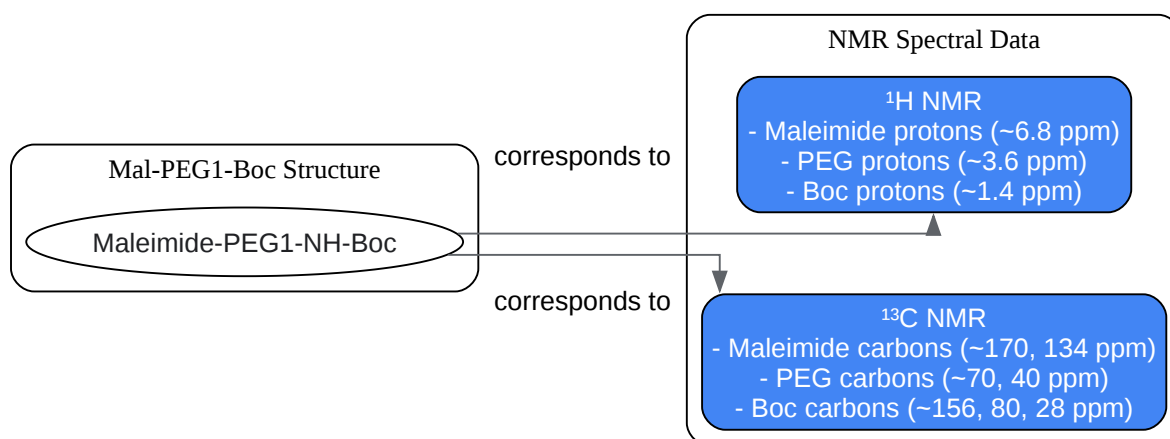 NMR Spectral Data
¹H NMR
- Maleimide protons (~6.8 ppm)
- PEG protons (~3.6 ppm)
- Boc protons (~1.4 ppm)
corresponds to
Mal-PEG1-Boc Structure
Maleimide-PEG1-NH-Boc
corresponds to
¹³C NMR
- Maleimide carbons (~170, 134 ppm)
- PEG carbons (~70, 40 ppm)
- Boc carbons (~156, 80, 28 ppm)